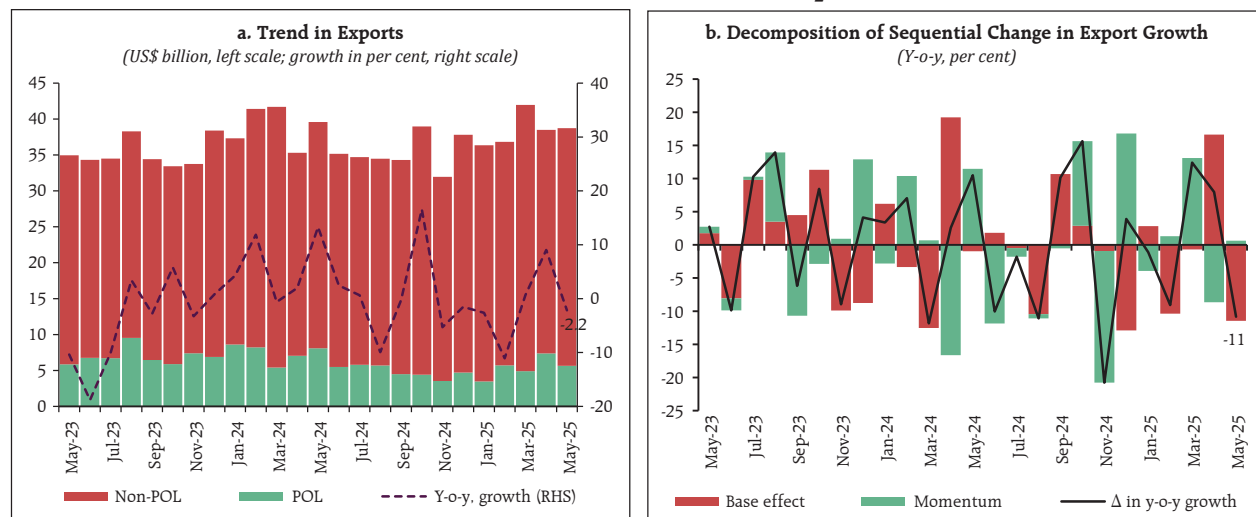 a. Trend in Exports
(US$ billion, left scale; growth in per cent, right scale)
45
40
35
30
25
20
15
10
5
0
40
30
20
10
0
-10
-20
-2.2
May-23
Jul-23
Sep-23
Nov-23
Jan-24
Mar-24
May-24
Jul-24
Sep-24
Nov-24
Jan-25
Mar-25
May-25
Non-POL
POL
Y-o-y, growth (RHS)
b. Decomposition of Sequential Change in Export Growth
(Y-o-y, per cent)
25
20
15
10
5
0
-5
-10
-15
-20
-25
-11
May-23
Jul-23
Sep-23
Nov-23
Jan-24
Mar-24
May-24
Jul-24
Sep-24
Nov-24
Jan-25
Mar-25
May-25
Base effect
Momentum
Δ in y-o-y growth